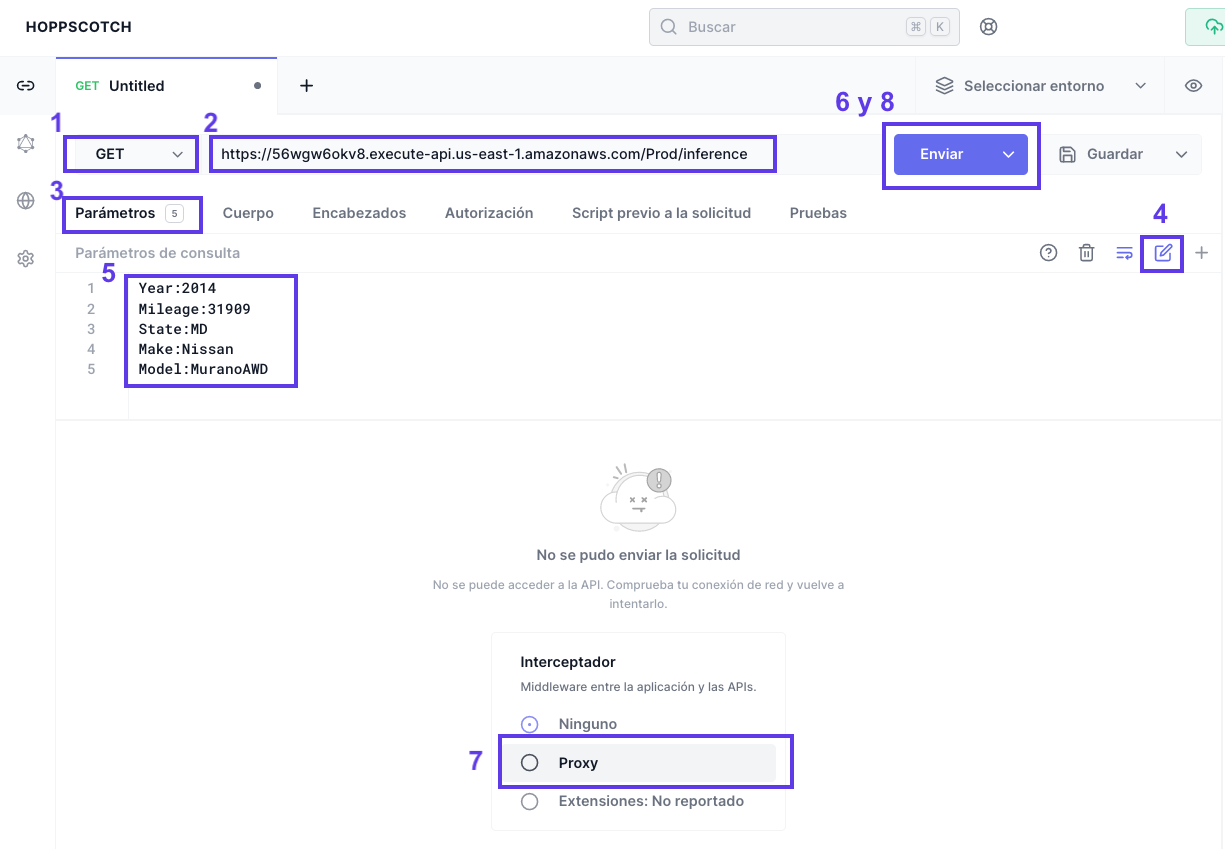 HOPPSCOTCH
Buscar ⌘ K
GET Untitled
Seleccionar entorno
6 y 8
1
2
GET
https://56wgw6okv8.execute-api.us-east-1.amazonaws.com/Prod/inference
Enviar
Guardar
3
Parámetros 5
Cuerpo
Encabezados
Autorización
Script previo a la solicitud
Pruebas
4
Parámetros de consulta
5
1 Year:2014
2 Mileage:31909
3 State:MD
4 Make:Nissan
5 Model:MuranoAWD
No se pudo enviar la solicitud
No se puede acceder a la API. Comprueba tu conexión de red y vuelve a
intentarlo.
Interceptador
Middleware entre la aplicación y las APIs.
Ninguno
7
Proxy
Extensiones: No reportado